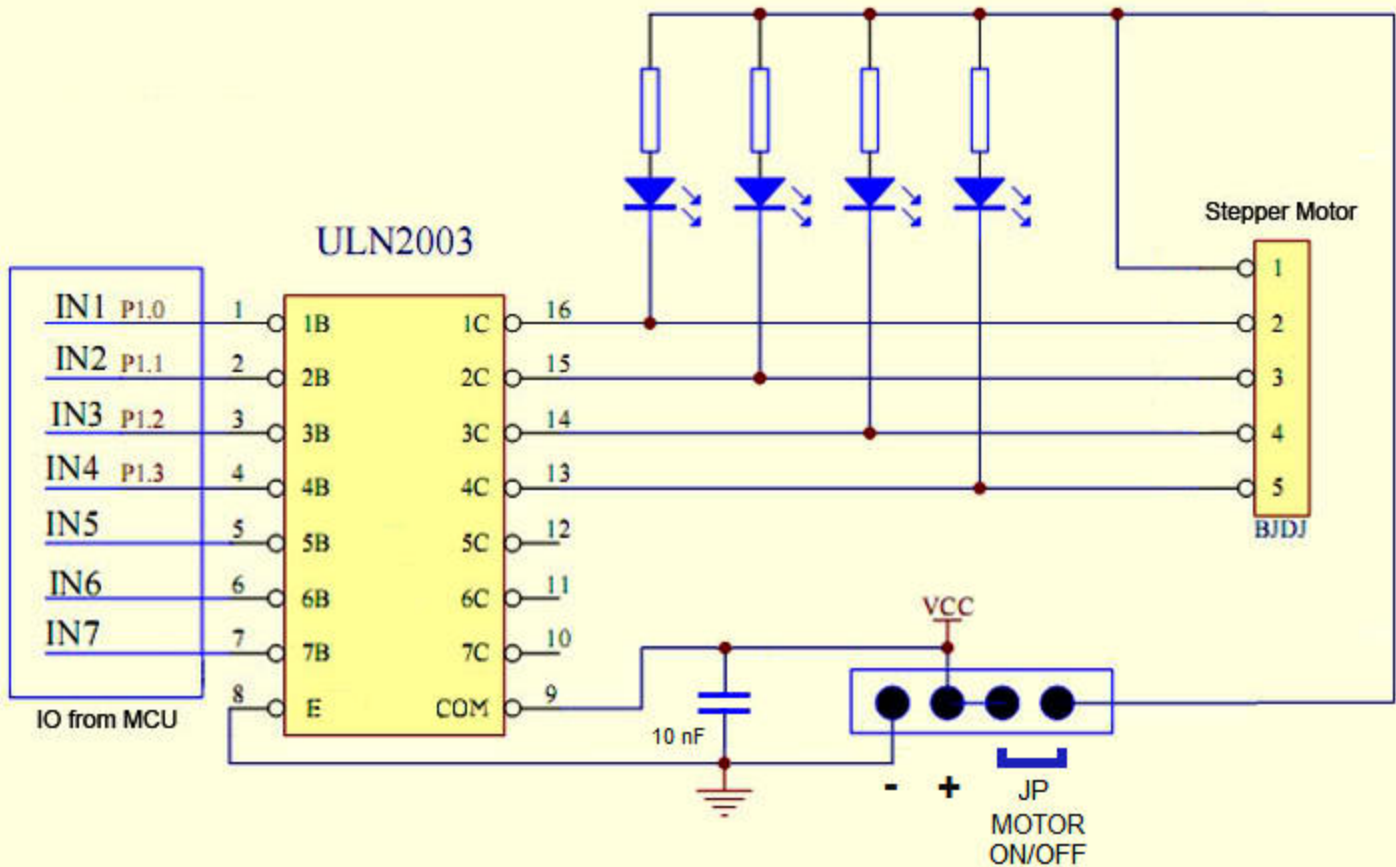 Stepper Motor
ULN2003
IN1 P1.0 1 1B 1C 16
IN2 P1.1 2 2B 2C 15
IN3 P1.2 3 3B 3C 14
IN4 P1.3 4 4B 4C 13
IN5 5 5B 5C 12
IN6 6 6B 6C 11
IN7 7 7B 7C 10
8 E COM 9
IO from MCU
1
2
3
4
5
BJDJ
VCC
10 nF
- +
JP
MOTOR
ON/OFF